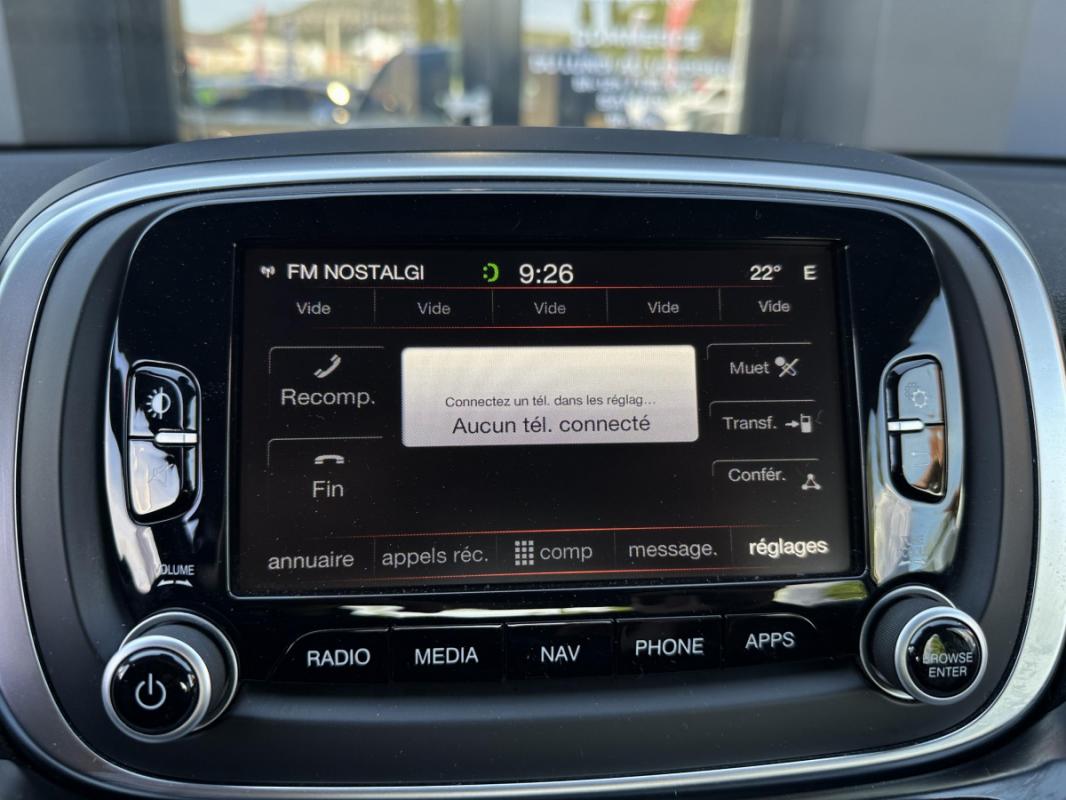 FM NOSTALGI 9:26 22° E
Vide Vide Vide Vide Vide
Recomp.
Connectez un tél. dans les réglag...
Aucun tél. connecté
Muet
Transf.
Fin
Confér.
annuaire appels réc. comp message. réglages
VOLUME
RADIO MEDIA NAV PHONE APPS
BROWSE
ENTER